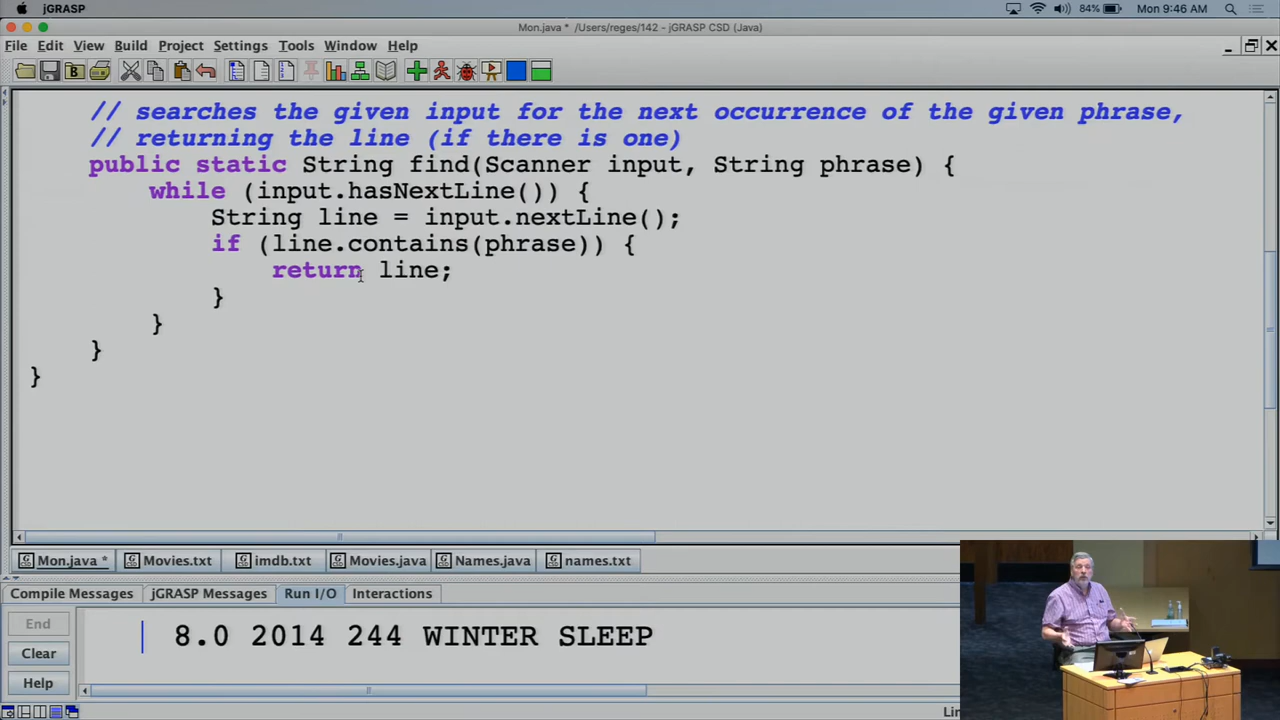 jGRASP
84%
Mon 9:46 AM
Mon.java * /Users/reges/142 - jGRASP CSD (Java)
File Edit View Build Project Settings Tools Window Help
// searches the given input for the next occurrence of the given phrase,
// returning the line (if there is one)
public static String find(Scanner input, String phrase) {
while (input.hasNextLine()) {
String line = input.nextLine();
if (line.contains(phrase)) {
return line;
}
}
}
}
Mon.java * Movies.txt imdb.txt Movies.java Names.java names.txt
Compile Messages jGRASP Messages Run I/O Interactions
End
Clear
Help
8.0 2014 244 WINTER SLEEP